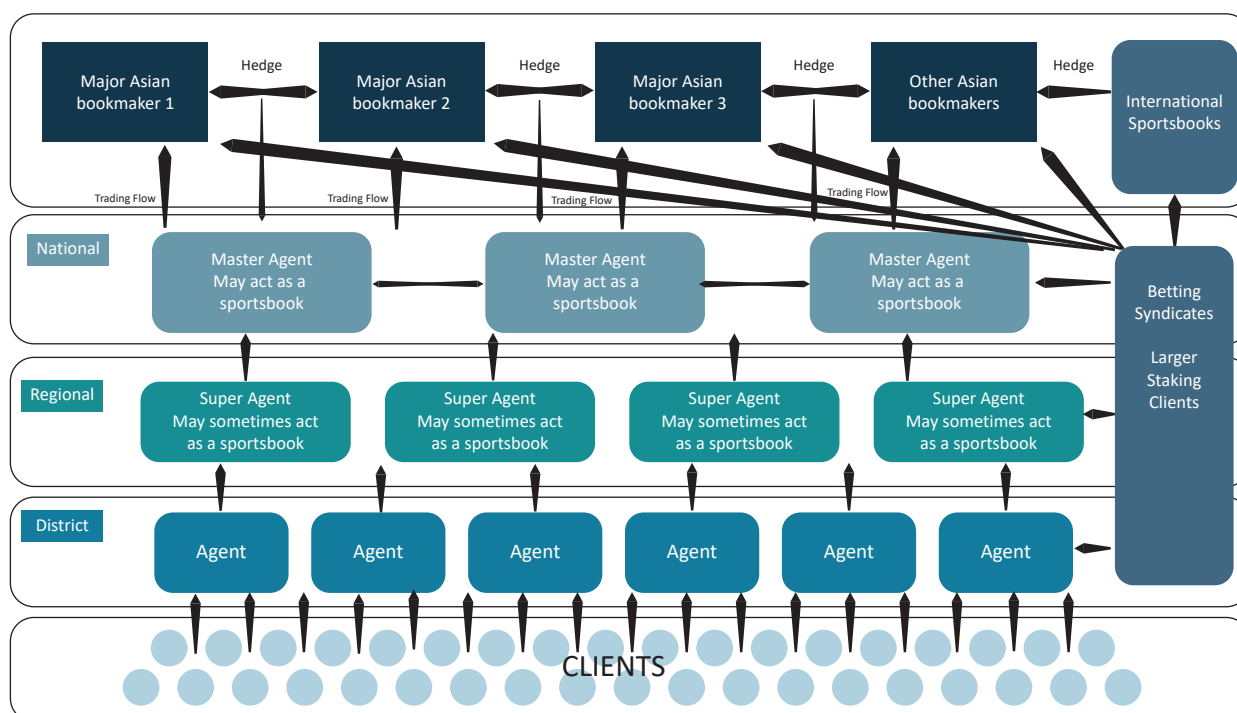 Major Asian
bookmaker 1
Hedge
Major Asian
bookmaker 2
Hedge
Major Asian
bookmaker 3
Hedge
Other Asian
bookmakers
Hedge
International
Sportsbooks
Trading Flow
Trading Flow
Trading Flow
Trading Flow
National
Master Agent
May act as a
sportsbook
Master Agent
May act as a
sportsbook
Master Agent
May act as a
sportsbook
Betting
Syndicates
Larger
Staking
Clients
Regional
Super Agent
May sometimes act
as a sportsbook
Super Agent
May sometimes act
as a sportsbook
Super Agent
May sometimes act
as a sportsbook
Super Agent
May sometimes act
as a sportsbook
District
Agent
Agent
Agent
Agent
Agent
Agent
CLIENTS